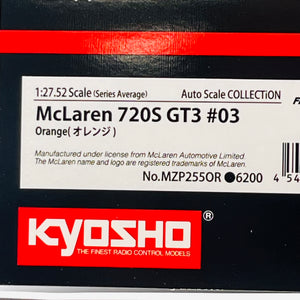 1:27.52 Scale (Series Average) Auto Scale COLLECTiON
McLaren 720S GT3 #03
Orange( オレンジ )
Manufactured under license from McLaren Automotive Limited
The McLaren name and logo are registered trademarks of McLaren.
No.MZP255OR ●6200
4 54
KYOSHO®
THE FINEST RADIO CONTROL MODELS